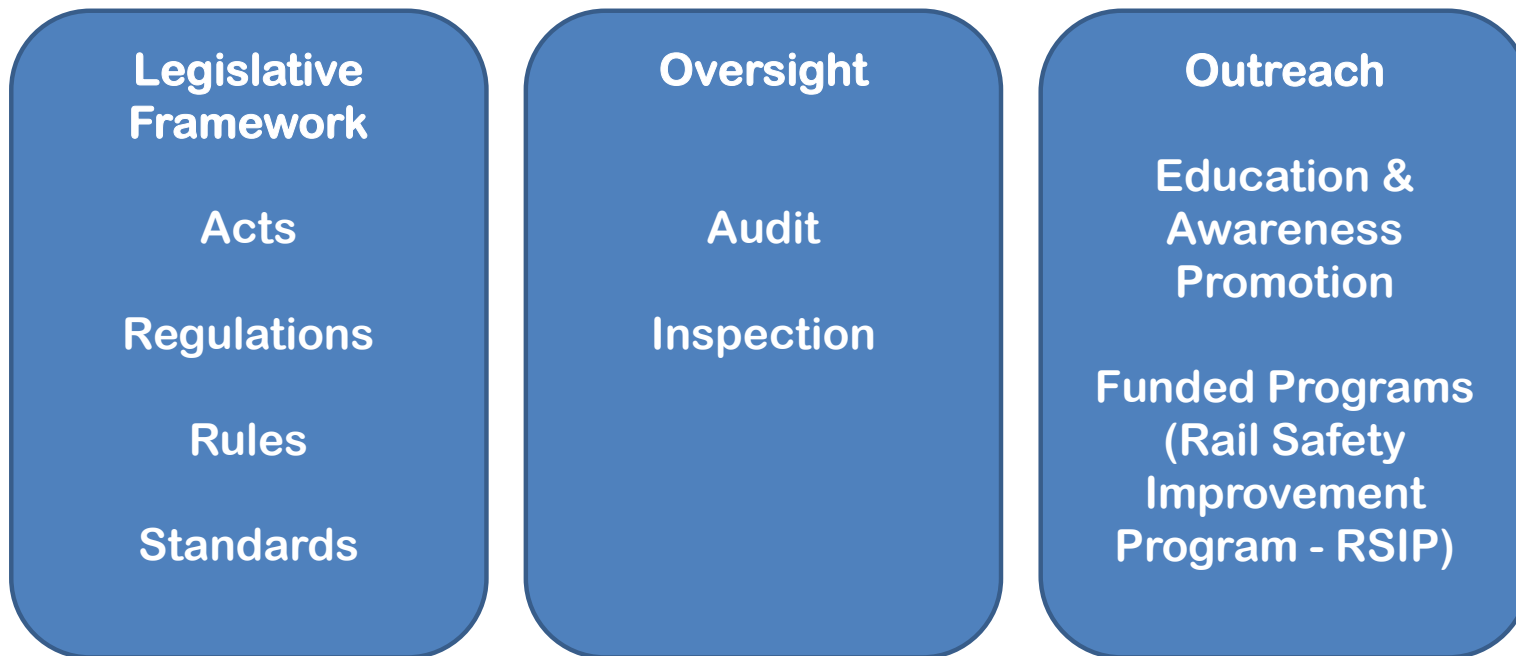 Legislative
Framework
Acts
Regulations
Rules
Standards
Oversight
Audit
Inspection
Outreach
Education &
Awareness
Promotion
Funded Programs
(Rail Safety
Improvement
Program - RSIP)